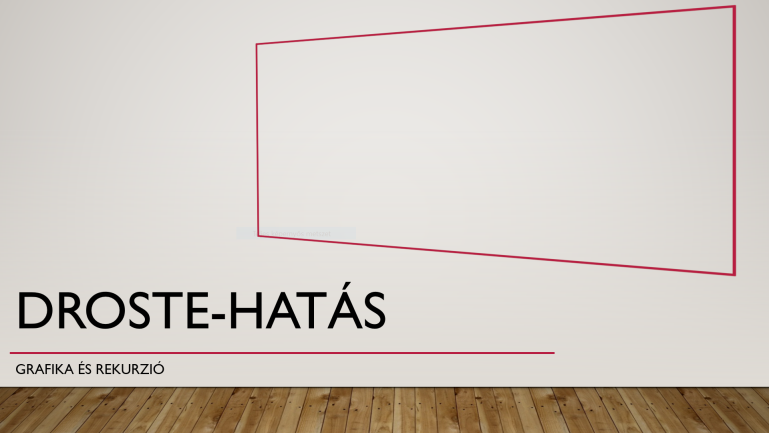 DROSTE-HATÁS
GRAFIKA ÉS REKURZIÓ